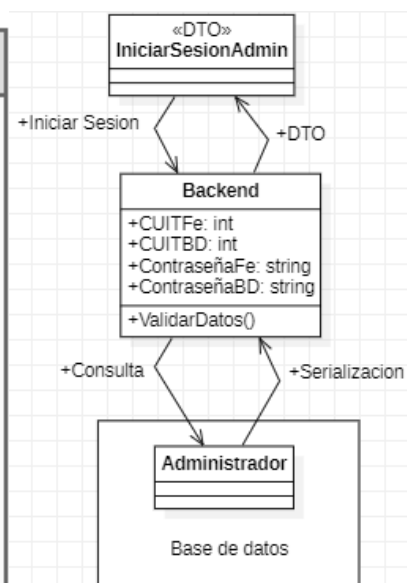 «DTO»
IniciarSesionAdmin
+Iniciar Sesion
+DTO
Backend
+CUITFe: int
+CUITBD: int
+ContraseñaFe: string
+ContraseñaBD: string
+ValidarDatos()
+Consulta
+Serializacion
Administrador
Base de datos